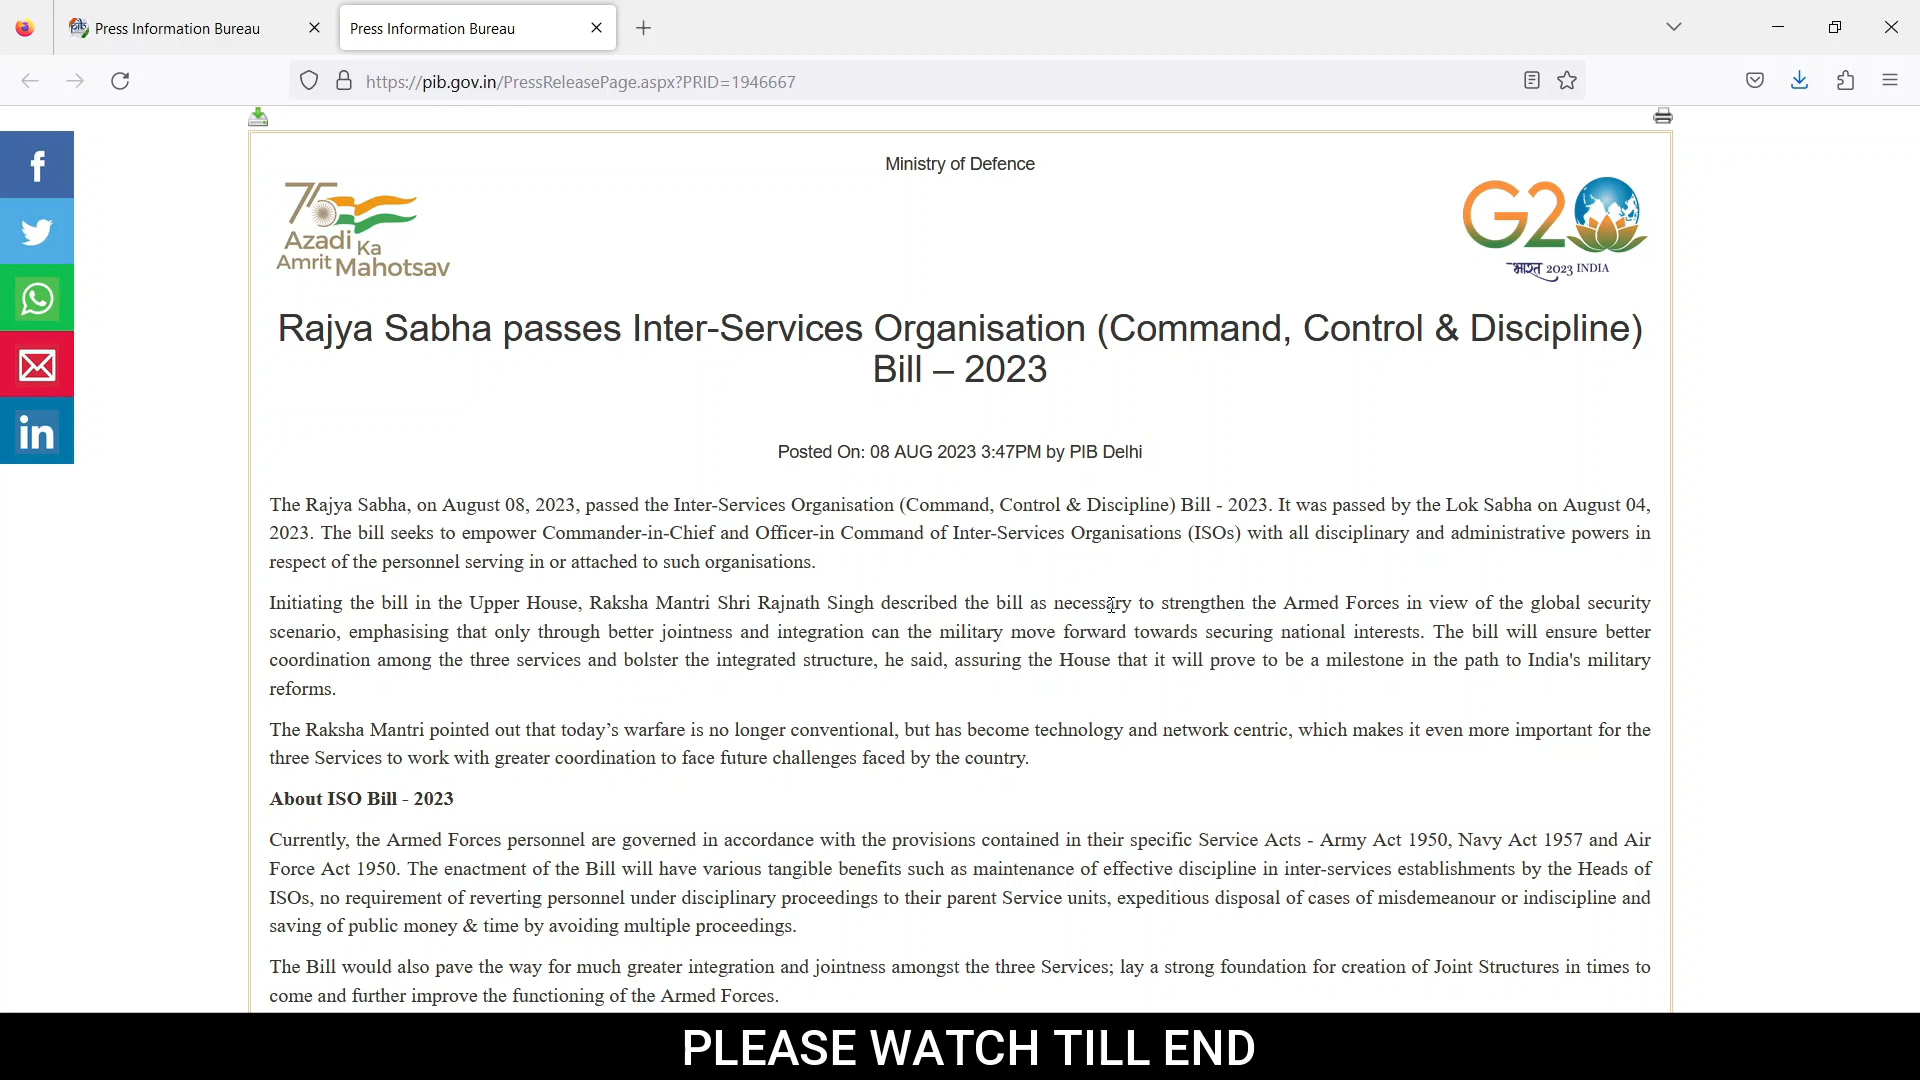 Press Information Bureau
Press Information Bureau
https://pib.gov.in/PressReleasePage.aspx?PRID=1946667
Ministry of Defence
75
Azadi Ka
Amrit Mahotsav
G20
भारत 2023 INDIA
Rajya Sabha passes Inter-Services Organisation (Command, Control & Discipline)
Bill – 2023
Posted On: 08 AUG 2023 3:47PM by PIB Delhi
The Rajya Sabha, on August 08, 2023, passed the Inter-Services Organisation (Command, Control & Discipline) Bill - 2023. It was passed by the Lok Sabha on August 04,
2023. The bill seeks to empower Commander-in-Chief and Officer-in Command of Inter-Services Organisations (ISOs) with all disciplinary and administrative powers in
respect of the personnel serving in or attached to such organisations.
Initiating the bill in the Upper House, Raksha Mantri Shri Rajnath Singh described the bill as necessary to strengthen the Armed Forces in view of the global security
scenario, emphasising that only through better jointness and integration can the military move forward towards securing national interests. The bill will ensure better
coordination among the three services and bolster the integrated structure, he said, assuring the House that it will prove to be a milestone in the path to India's military
reforms.
The Raksha Mantri pointed out that today’s warfare is no longer conventional, but has become technology and network centric, which makes it even more important for the
three Services to work with greater coordination to face future challenges faced by the country.
About ISO Bill - 2023
Currently, the Armed Forces personnel are governed in accordance with the provisions contained in their specific Service Acts - Army Act 1950, Navy Act 1957 and Air
Force Act 1950. The enactment of the Bill will have various tangible benefits such as maintenance of effective discipline in inter-services establishments by the Heads of
ISOs, no requirement of reverting personnel under disciplinary proceedings to their parent Service units, expeditious disposal of cases of misdemeanour or indiscipline and
saving of public money & time by avoiding multiple proceedings.
The Bill would also pave the way for much greater integration and jointness amongst the three Services; lay a strong foundation for creation of Joint Structures in times to
come and further improve the functioning of the Armed Forces.
PLEASE WATCH TILL END